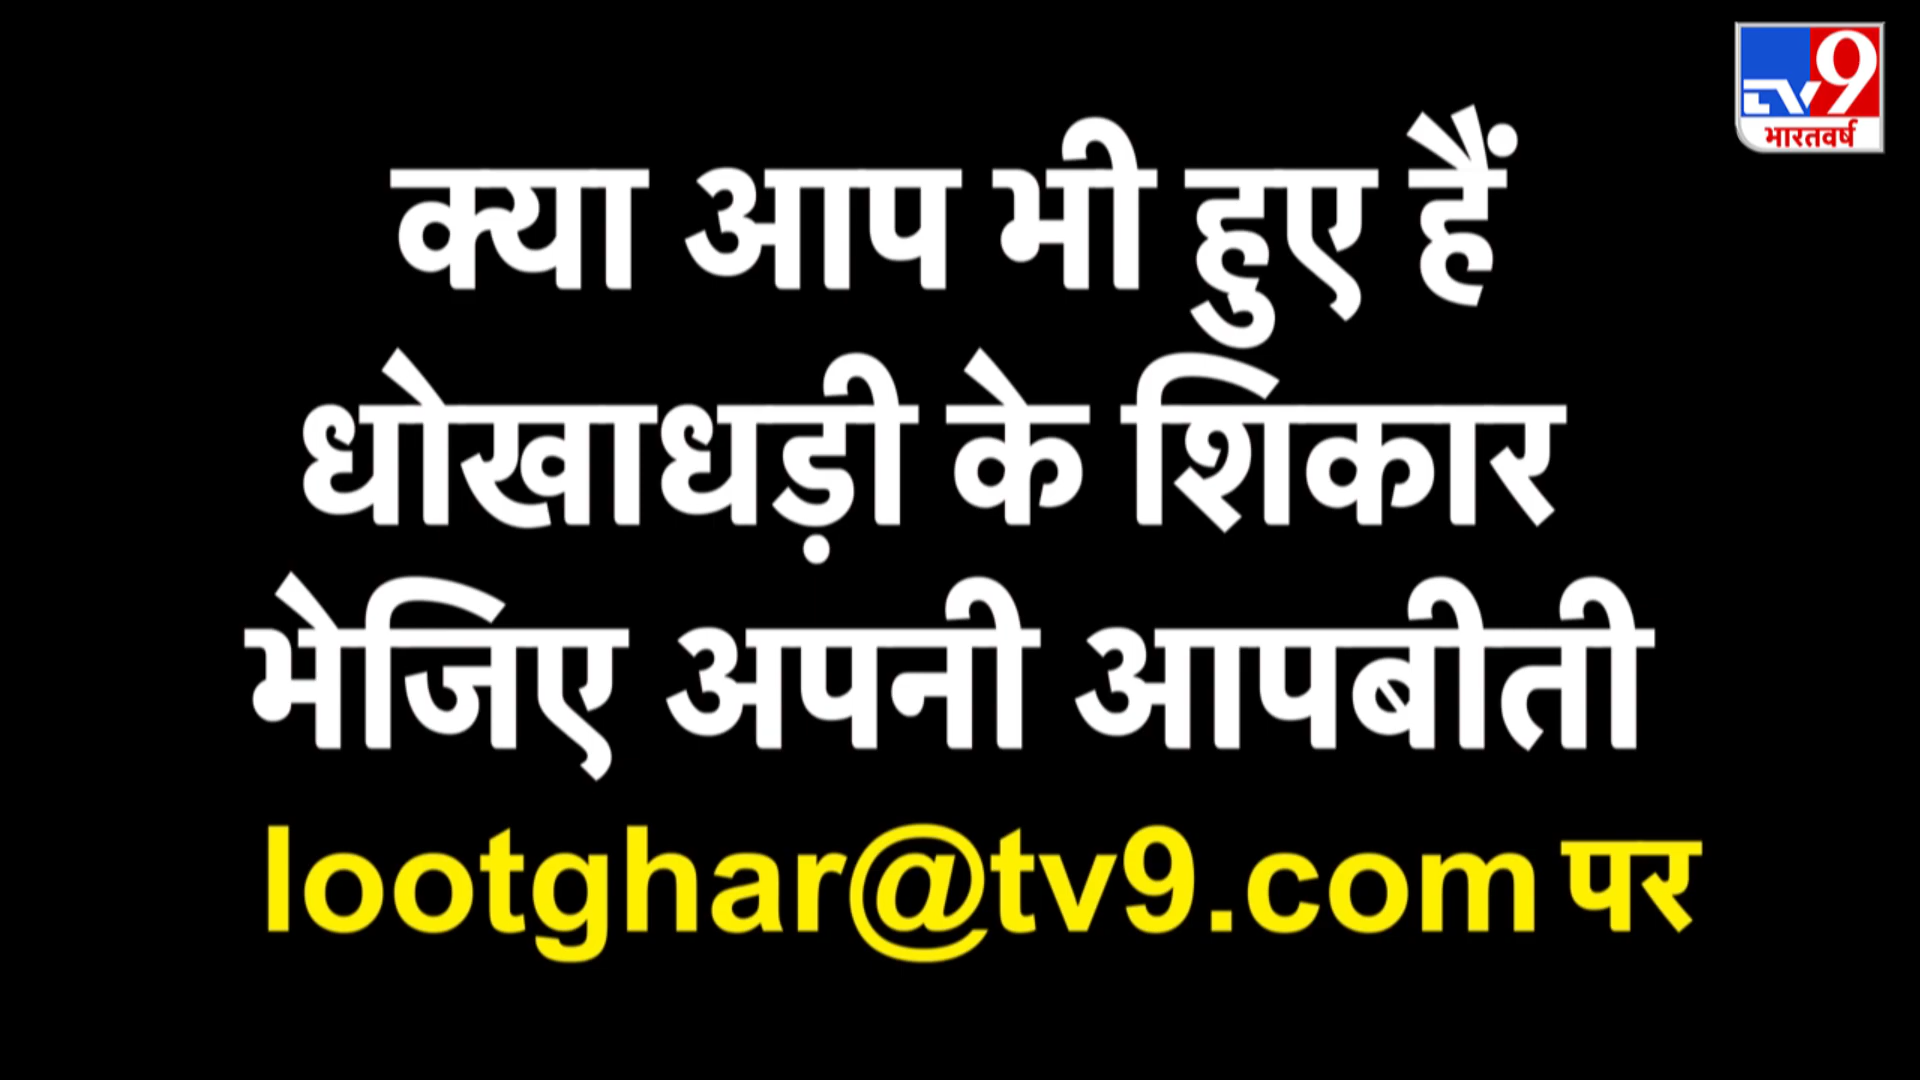 TV9
भारतवर्ष
क्या आप भी हुए हैं
धोखाधड़ी के शिकार
भेजिए अपनी आपबीती
lootghar@tv9.com पर